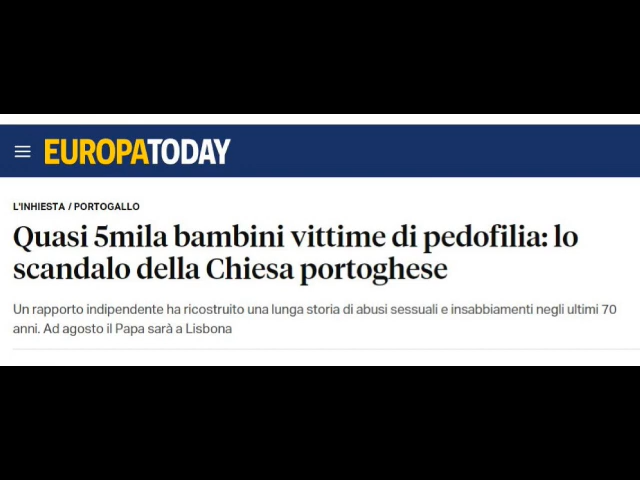 EUROPATODAY
L'INHIESTA / PORTOGALLO
Quasi 5mila bambini vittime di pedofilia: lo
scandalo della Chiesa portoghese
Un rapporto indipendente ha ricostruito una lunga storia di abusi sessuali e insabbiamenti negli ultimi 70
anni. Ad agosto il Papa sarà a Lisbona